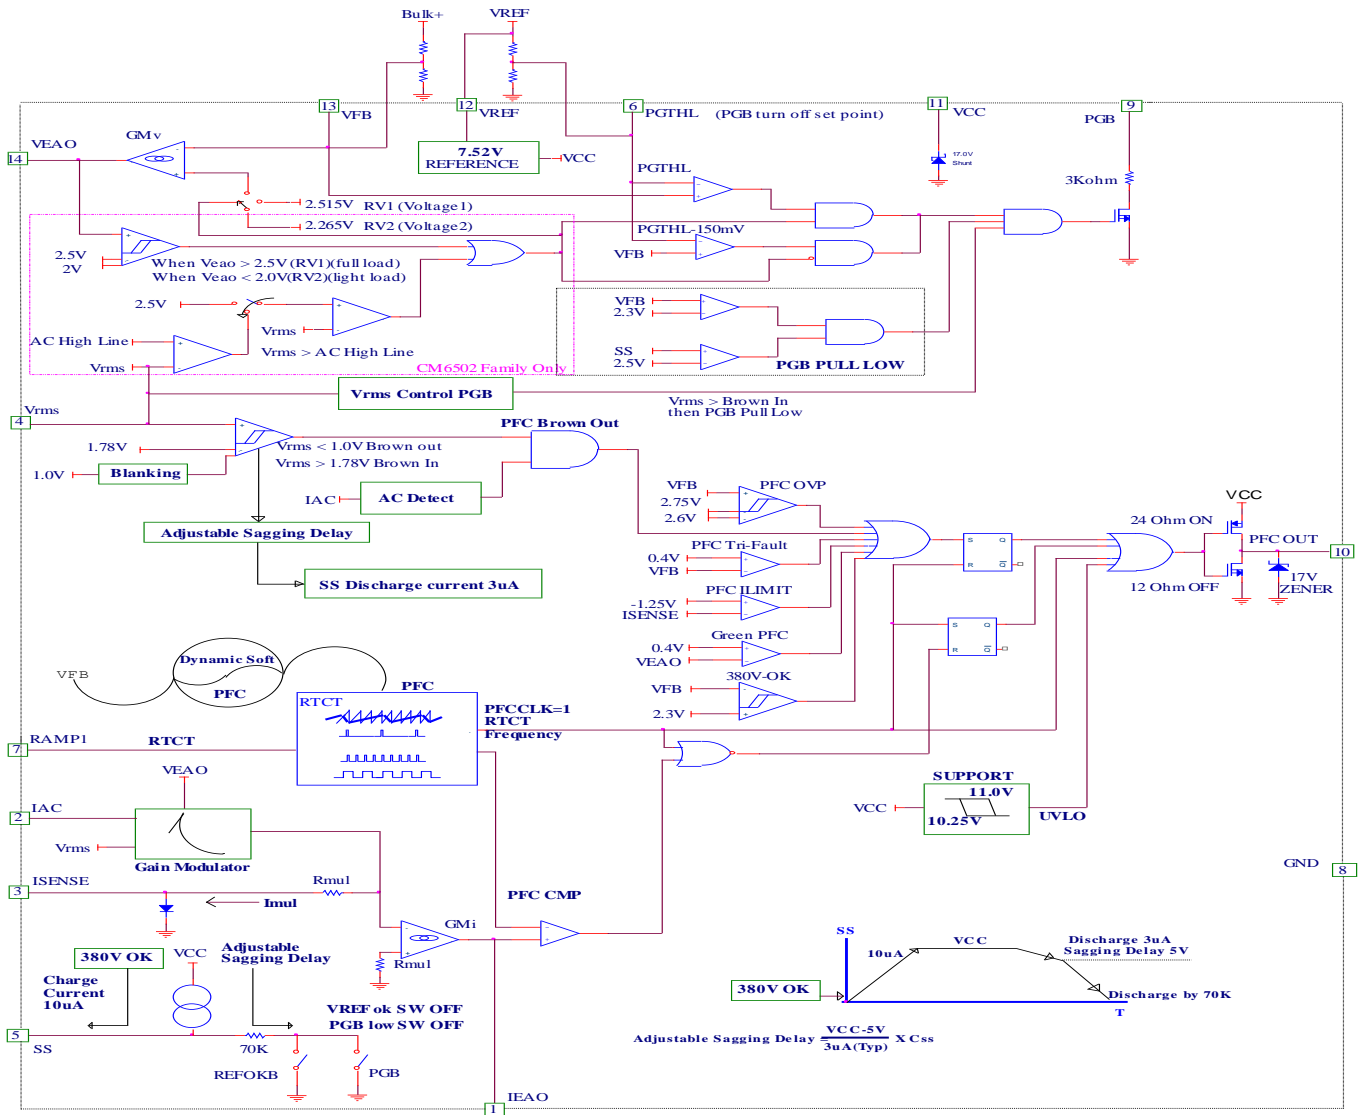 Bulk+
VREF
13
VFB
12
VREF
6
PGTHL
(PGB turn off set point)
11
VCC
9
PGB
14
VEAO
GMv
7.52V
REFERENCE
VCC
17.0V
Shunt
3Kohm
PGTHL
2.515V RV1 (Voltage1)
2.265V RV2 (Voltage2)
PGTHL-150mV
VFB
2.5V
2V
When Veao > 2.5V (RV1)(full load)
When Veao < 2.0V(RV2)(light load)
2.5V
Vrms
Vrms > AC High Line
AC High Line
Vrms
CM6502 Family Only
VFB
2.3V
SS
2.5V
PGB PULL LOW
Vrms Control PGB
Vrms > Brown In
then PGB Pull Low
4
Vrms
1.78V
1.0V
Blanking
Vrms < 1.0V Brown out
Vrms > 1.78V Brown In
PFC Brown Out
IAC
AC Detect
Adjustable Sagging Delay
SS Discharge current 3uA
VFB
2.75V
2.6V
PFC OVP
PFC Tri-Fault
0.4V
VFB
PFC ILIMIT
-1.25V
ISENSE
Green PFC
0.4V
VEAO
380V-OK
VFB
2.3V
S
Q
R
Q
S
Q
R
Q
VCC
24 Ohm ON
PFC OUT
10
12 Ohm OFF
17V
ZENER
VFB
Dynamic Soft
PFC
PFC
RTCT
PFCCLK=1
RTCT
Frequency
7
RAMP1
RTCT
VEAO
2
IAC
Vrms
Gain Modulator
SUPPORT
11.0V
10.25V
VCC
UVLO
GND
8
3
ISENSE
Rmul
Imul
PFC CMP
GMi
Rmul
380V OK
VCC
Adjustable
Sagging Delay
Charge
Current
10uA
VREF ok SW OFF
PGB low SW OFF
5
SS
70K
REFOKB
PGB
1
IEAO
SS
10uA
VCC
Discharge 3uA
Sagging Delay 5V
380V OK
Discharge by 70K
T
Adjustable Sagging Delay = VCC-5V / 3uA(Typ) X Css